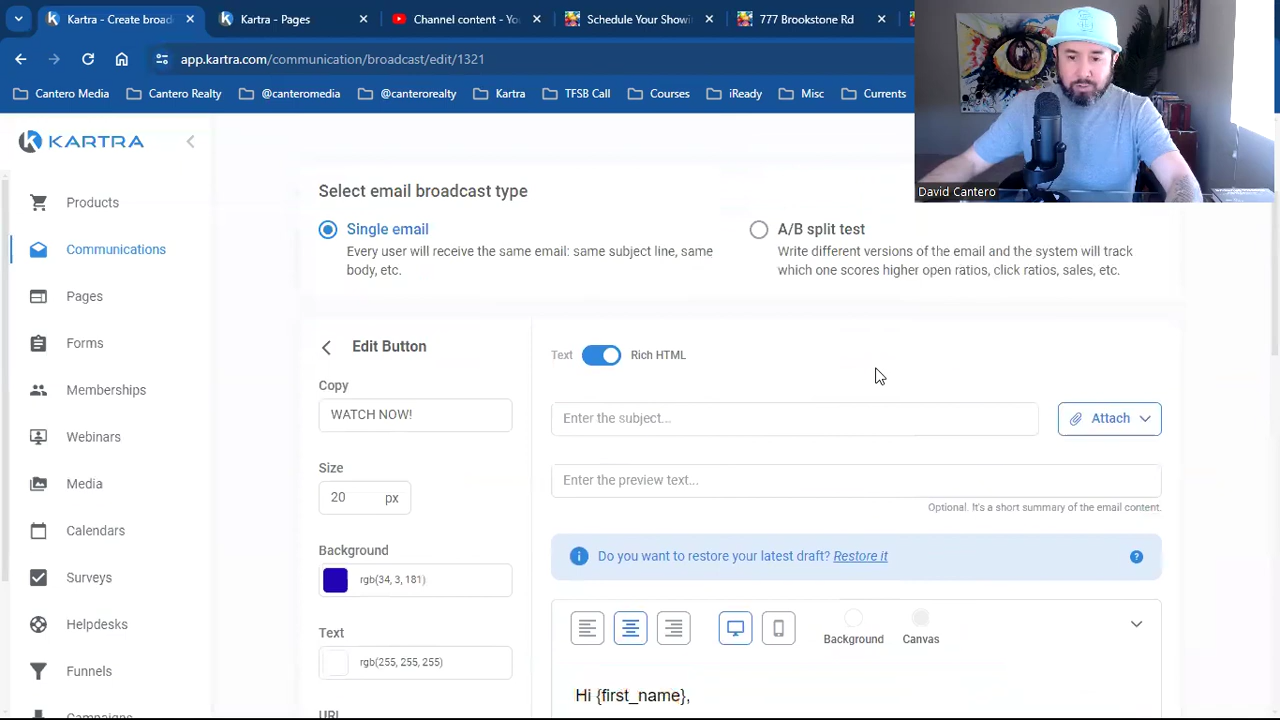 Kartra - Create broad
Kartra - Pages
Channel content - Yo
Schedule Your Showi
777 Brookstone Rd
app.kartra.com/communication/broadcast/edit/1321
Cantero Media
Cantero Realty
@canteromedia
@canterorealty
Kartra
TFSB Call
Courses
iReady
Misc
Currents
David Cantero
KARTRA
Products
Communications
Pages
Forms
Memberships
Webinars
Media
Calendars
Surveys
Helpdesks
Funnels
Campaigns
Select email broadcast type
Single email
Every user will receive the same email: same subject line, same
body, etc.
A/B split test
Write different versions of the email and the system will track
which one scores higher open ratios, click ratios, sales, etc.
Edit Button
Copy
WATCH NOW!
Size
20 px
Background
rgb(34, 3, 181)
Text
rgb(255, 255, 255)
URL
Text Rich HTML
Enter the subject...
Attach
Enter the preview text...
Optional. It's a short summary of the email content.
Do you want to restore your latest draft? Restore it
Background
Canvas
Hi {first_name},